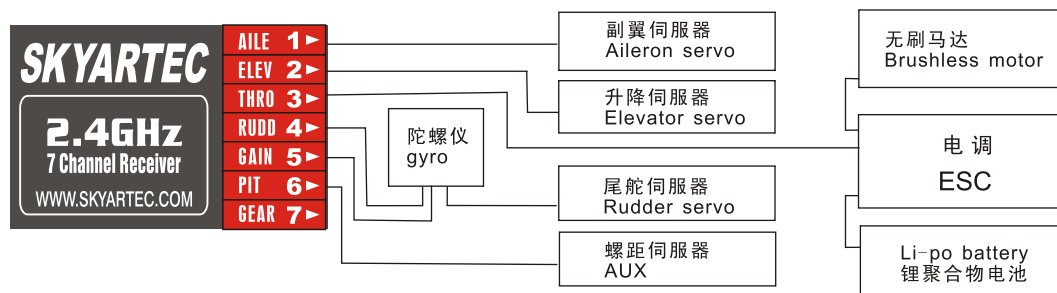 SKYARTEC
2.4GHz
7 Channel Receiver
WWW.SKYARTEC.COM
AILE 1
ELEV 2
THRO 3
RUDD 4
GAIN 5
PIT 6
GEAR 7
陀螺仪
gyro
副翼伺服器
Aileron servo
升降伺服器
Elevator servo
尾舵伺服器
Rudder servo
螺距伺服器
AUX
无刷马达
Brushless motor
电调
ESC
Li-po battery
锂聚合物电池